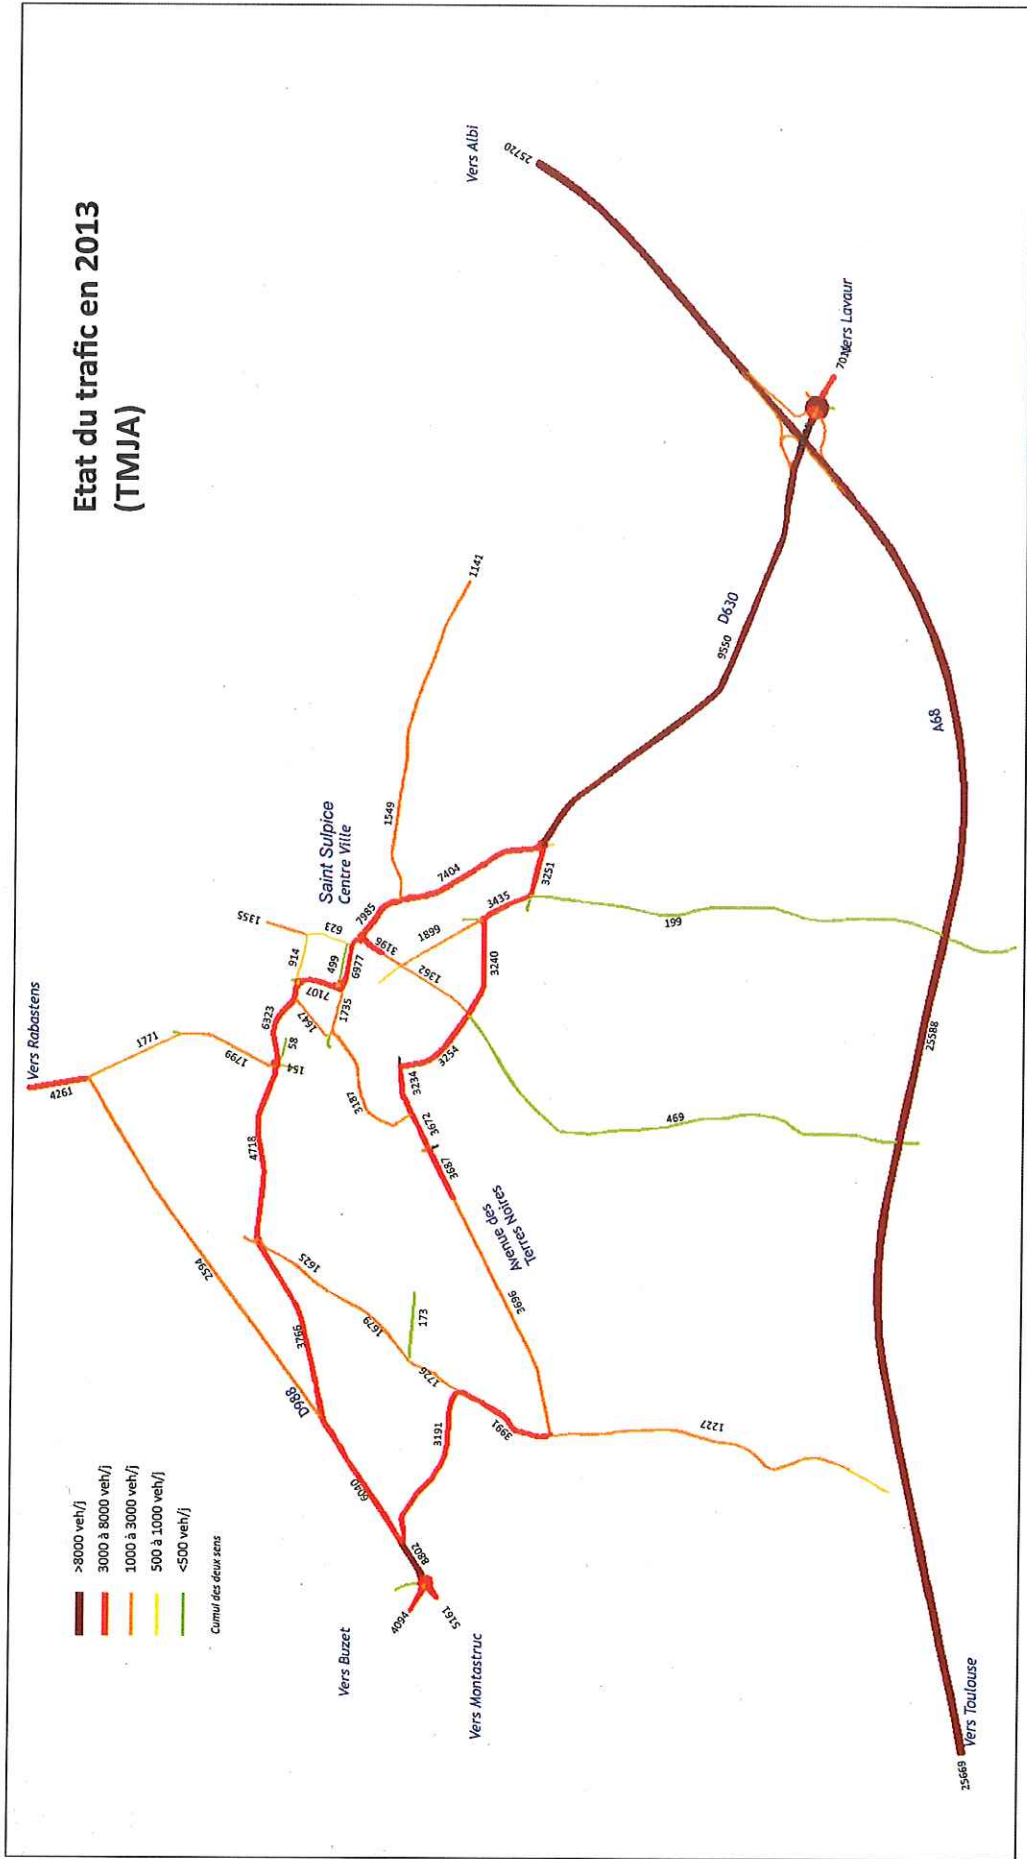 Etat du trafic en 2013
(TMJA)
Vers Albi
25720
Vers Lavaur
D630
9550
A68
1141
1549
Saint Sulpice
Centre Ville
7404
7985
3251
3435
1899
199
3196
1362
3240
1355
623
914
499
6977
7107
1735
6323
1647
58
154
1799
1771
Vers Rabastens
4261
3254
3234
3187
3672
3687
469
25588
4718
Avenue des
Terres Noires
2594
1625
1679
173
1726
3696
3766
D988
3191
3991
1227
6040
8802
4094
5161
Vers Buzet
Vers Montastruc
>8000 veh/j
3000 à 8000 veh/j
1000 à 3000 veh/j
500 à 1000 veh/j
<500 veh/j
Cumul des deux sens
25669
Vers Toulouse